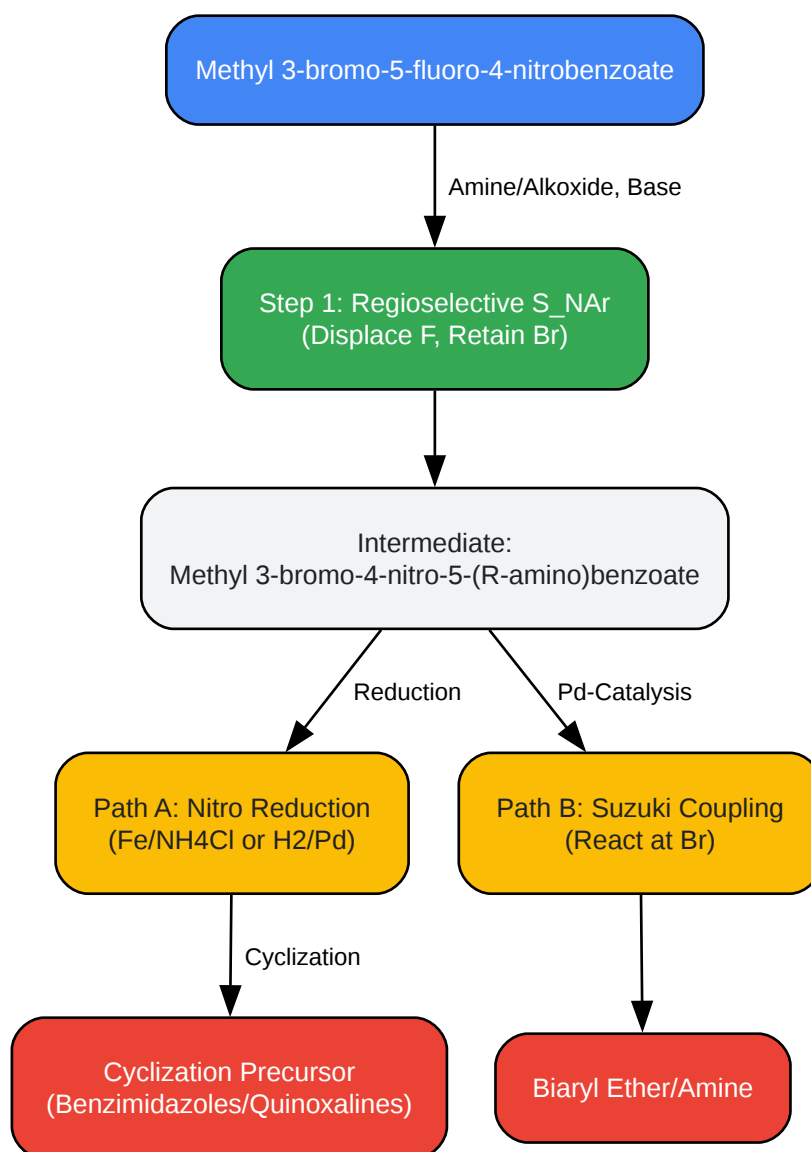 Methyl 3-bromo-5-fluoro-4-nitrobenzoate
Amine/Alkoxide, Base
Step 1: Regioselective S_NAr
(Displace F, Retain Br)
Intermediate:
Methyl 3-bromo-4-nitro-5-(R-amino)benzoate
Reduction
Pd-Catalysis
Path A: Nitro Reduction
(Fe/NH4Cl or H2/Pd)
Path B: Suzuki Coupling
(React at Br)
Cyclization
Cyclization Precursor
(Benzimidazoles/Quinoxalines)
Biaryl Ether/Amine